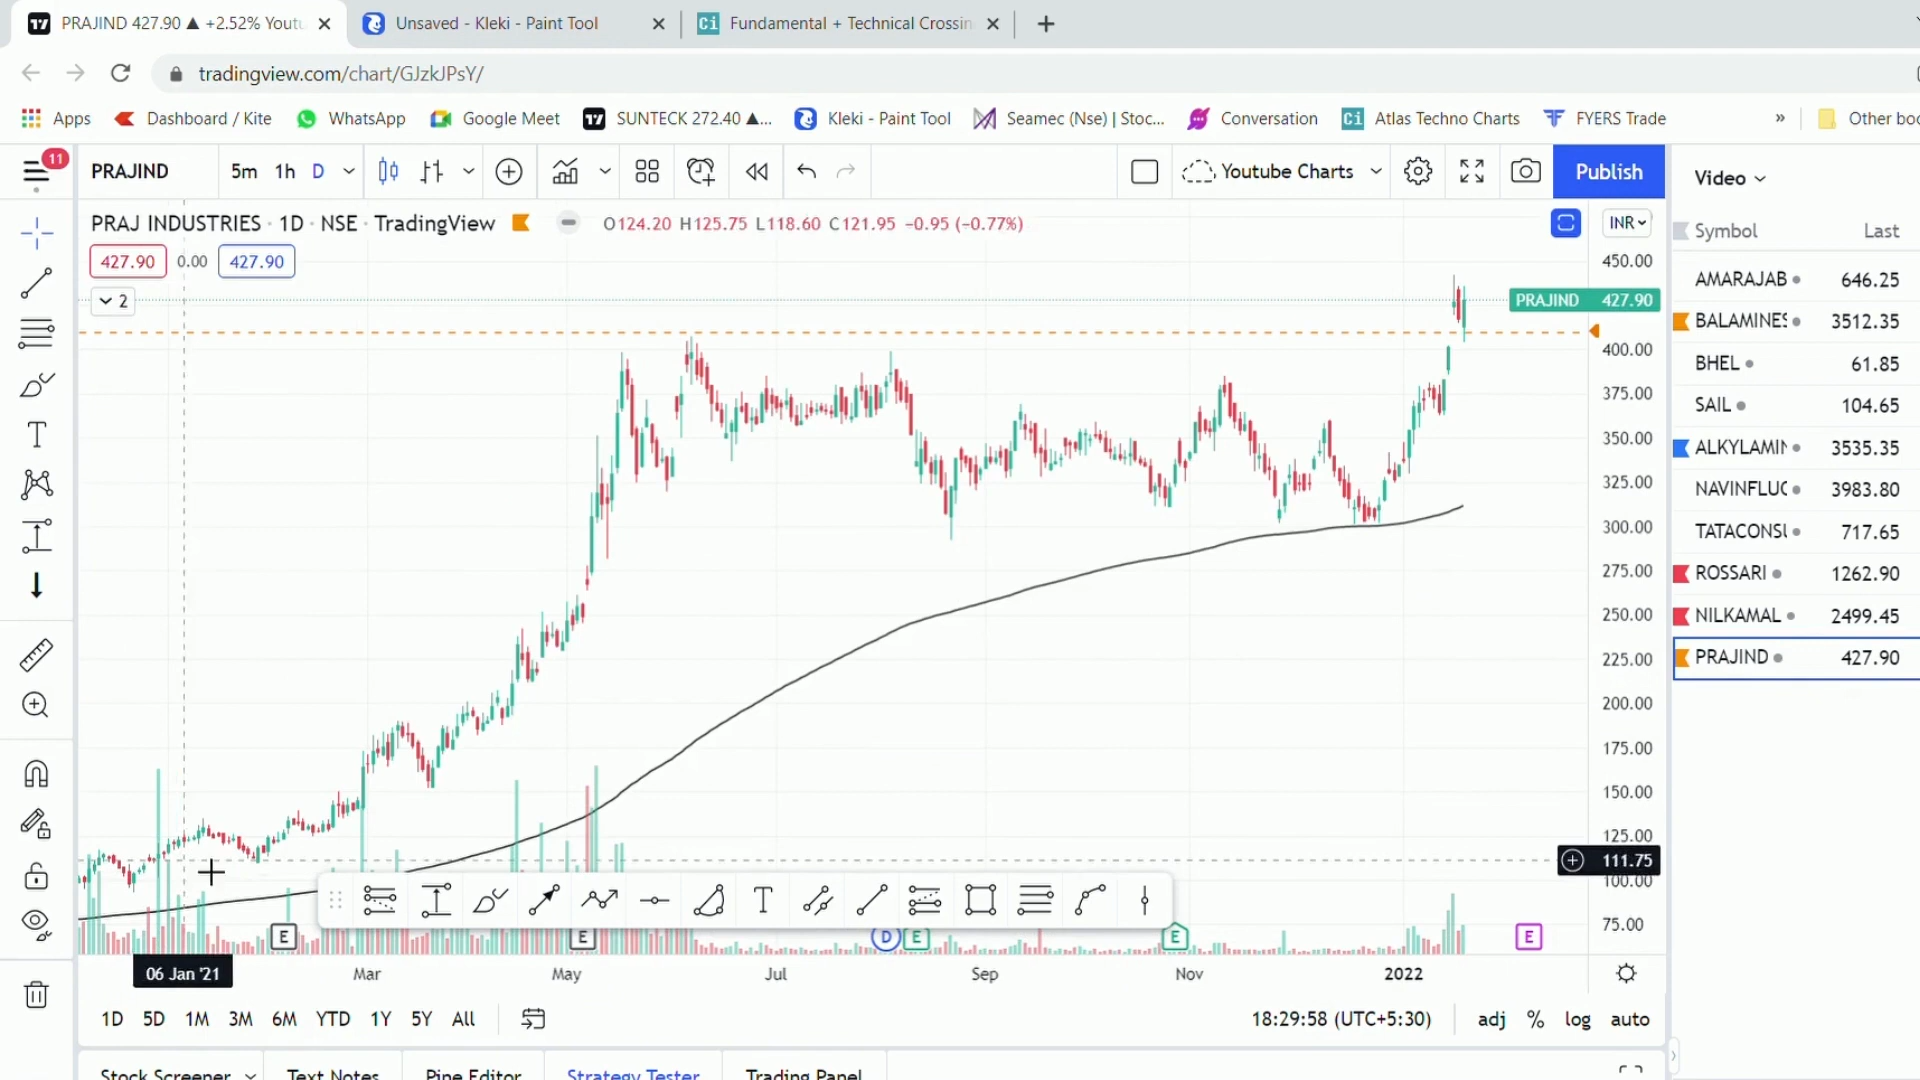 PRAJIND 427.90 ▲ +2.52% Youtu
Unsaved - Kleki - Paint Tool
Fundamental + Technical Crossin
tradingview.com/chart/GJzkJPsY/
Apps
Dashboard / Kite
WhatsApp
Google Meet
SUNTECK 272.40 ▲...
Kleki - Paint Tool
Seamec (Nse) | Stoc...
Conversation
Ci Atlas Techno Charts
FYERS Trade
»
Other boo
11
PRAJIND
5m 1h D
Youtube Charts
Publish
Video
PRAJ INDUSTRIES · 1D · NSE · TradingView
O124.20 H125.75 L118.60 C121.95 −0.95 (−0.77%)
INR
427.90 0.00 427.90
2
Symbol Last
AMARAJAB 646.25
BALAMINES 3512.35
BHEL 61.85
SAIL 104.65
ALKYLAMIN 3535.35
NAVINFLUO 3983.80
TATACONSU 717.65
ROSSARI 1262.90
NILKAMAL 2499.45
PRAJIND 427.90
450.00
PRAJIND 427.90
400.00
375.00
350.00
325.00
300.00
275.00
250.00
225.00
200.00
175.00
150.00
125.00
111.75
100.00
75.00
T
T
E E D E E E
06 Jan '21 Mar May Jul Sep Nov 2022
1D 5D 1M 3M 6M YTD 1Y 5Y All
18:29:58 (UTC+5:30)
adj % log auto
Stock Screener Text Notes Pine Editor Strategy Tester Trading Panel